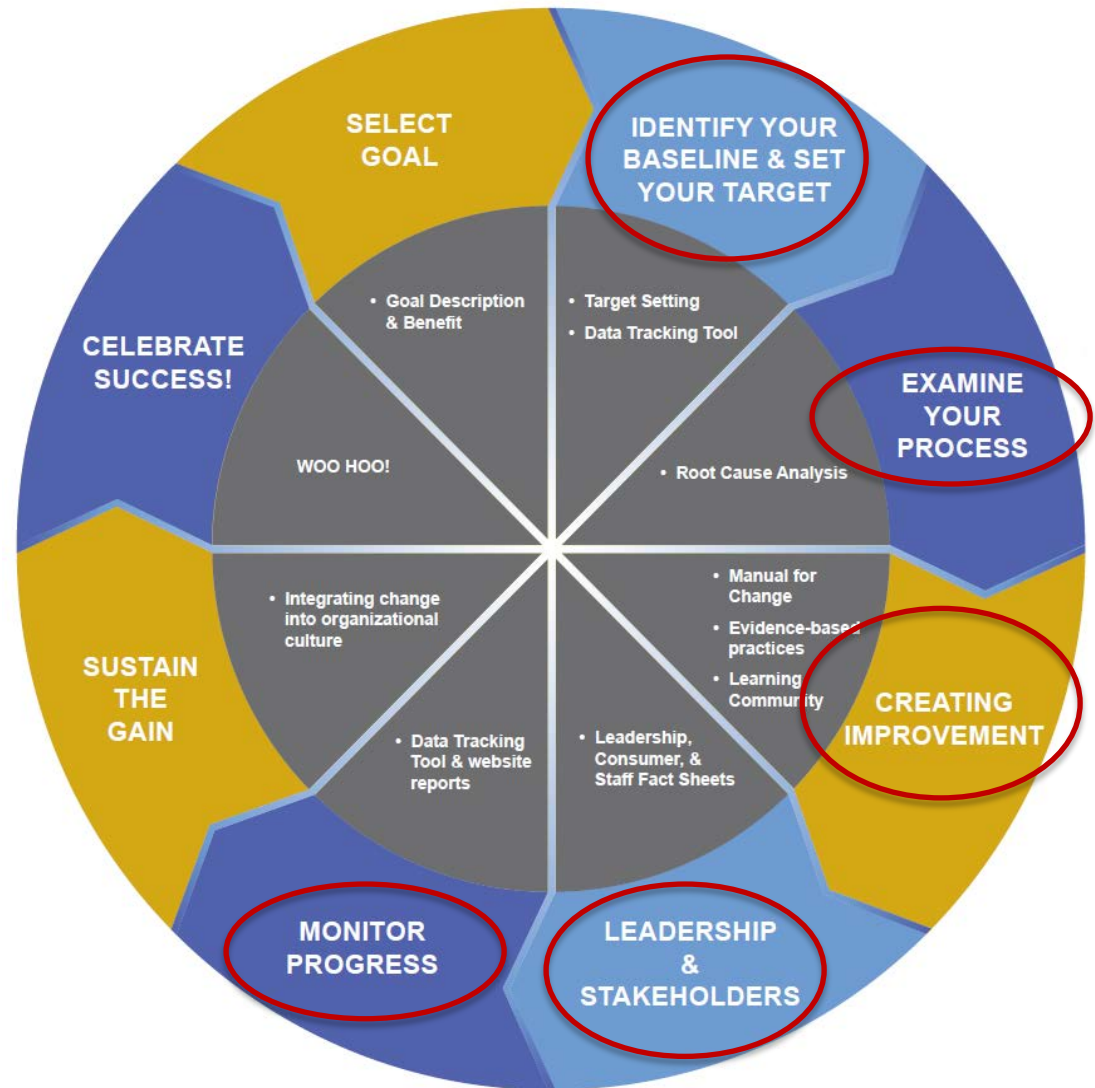 SELECT
GOAL
IDENTIFY YOUR
BASELINE & SET
YOUR TARGET
EXAMINE
YOUR
PROCESS
CREATING
IMPROVEMENT
LEADERSHIP
&
STAKEHOLDERS
MONITOR
PROGRESS
SUSTAIN
THE
GAIN
CELEBRATE
SUCCESS!
• Goal Description
& Benefit
• Target Setting
• Data Tracking Tool
• Root Cause Analysis
• Manual for
Change
• Evidence-based
practices
• Learning
Community
• Leadership,
Consumer, &
Staff Fact Sheets
• Data Tracking
Tool & website
reports
• Integrating change
into organizational
culture
WOO HOO!